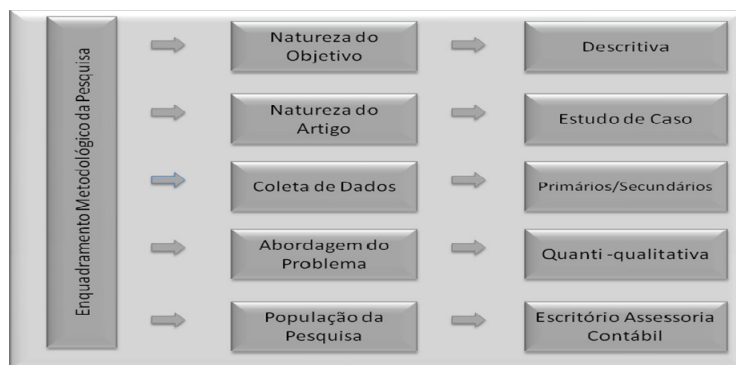 Enquadramento Metodológico da Pesquisa
Natureza do
Objetivo
Descritiva
Natureza do
Artigo
Estudo de Caso
Coleta de Dados
Primários/Secundários
Abordagem do
Problema
Quanti -qualitativa
População da
Pesquisa
Escritório Assessoria
Contábil